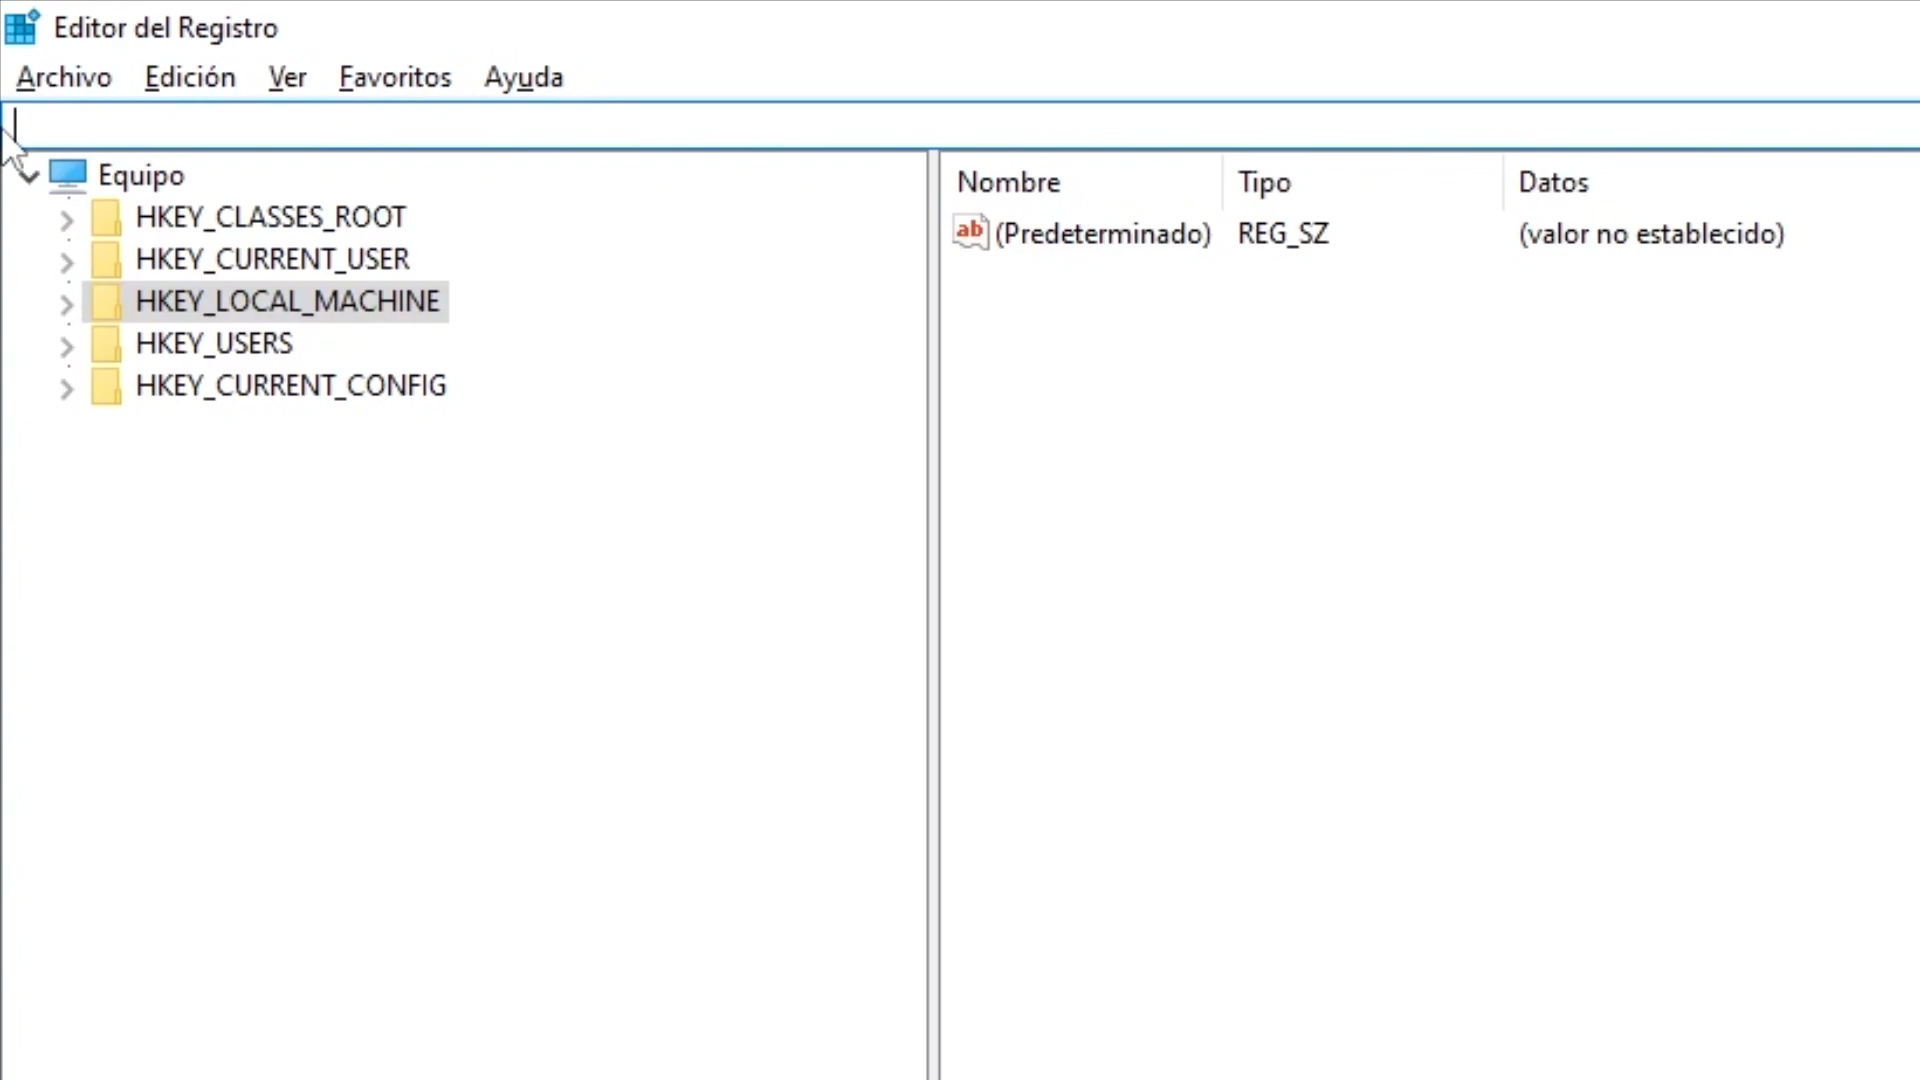 Editor del Registro
Archivo Edición Ver Favoritos Ayuda
Equipo
HKEY_CLASSES_ROOT
HKEY_CURRENT_USER
HKEY_LOCAL_MACHINE
HKEY_USERS
HKEY_CURRENT_CONFIG
Nombre Tipo Datos
ab (Predeterminado) REG_SZ (valor no establecido)